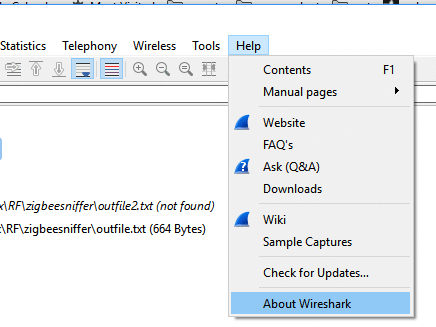 Statistics Telephony Wireless Tools Help
Contents F1
Manual pages
Website
FAQ's
Ask (Q&A)
Downloads
Wiki
Sample Captures
Check for Updates...
About Wireshark
\RF\zigbeesniffer\outfile2.txt (not found)
\RF\zigbeesniffer\outfile.txt (664 Bytes)